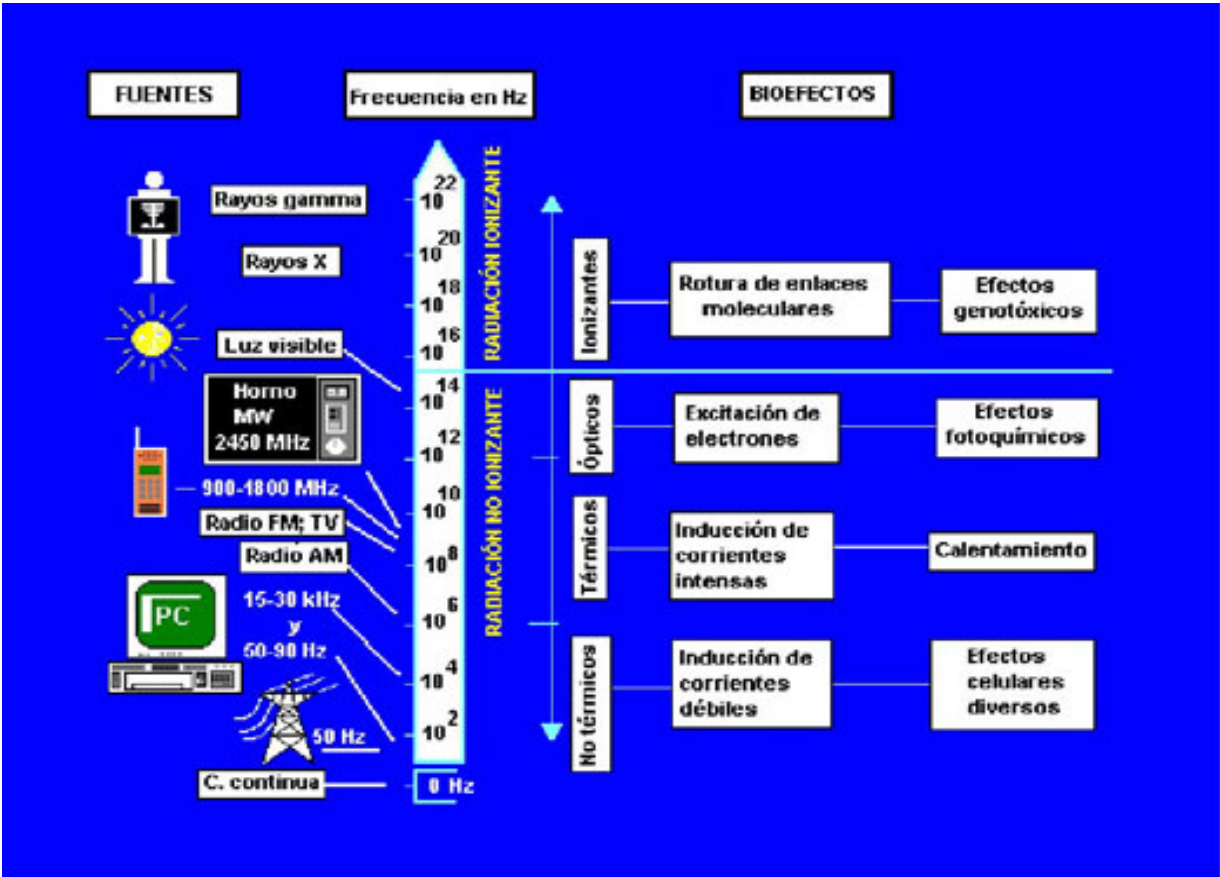 FUENTES
Frecuencia en Hz
BIOEFECTOS
Rayos gamma
Rayos X
Luz visible
Horno
MW
2450 MHz
900-1800 MHz
Radio FM; TV
Radio AM
PC
15-30 kHz
y
50-90 Hz
50 Hz
C. continua
10^22
10^20
10^18
10^16
10^14
10^12
10^10
10^8
10^6
10^4
10^2
0 Hz
RADIACIÓN IONIZANTE
RADIACIÓN NO IONIZANTE
Ionizantes
Rotura de enlaces
moleculares
Efectos
genotóxicos
Ópticos
Excitación de
electrones
Efectos
fotoquímicos
Térmicos
Inducción de
corrientes
intensas
Calentamiento
No térmicos
Inducción de
corrientes
débiles
Efectos
celulares
diversos